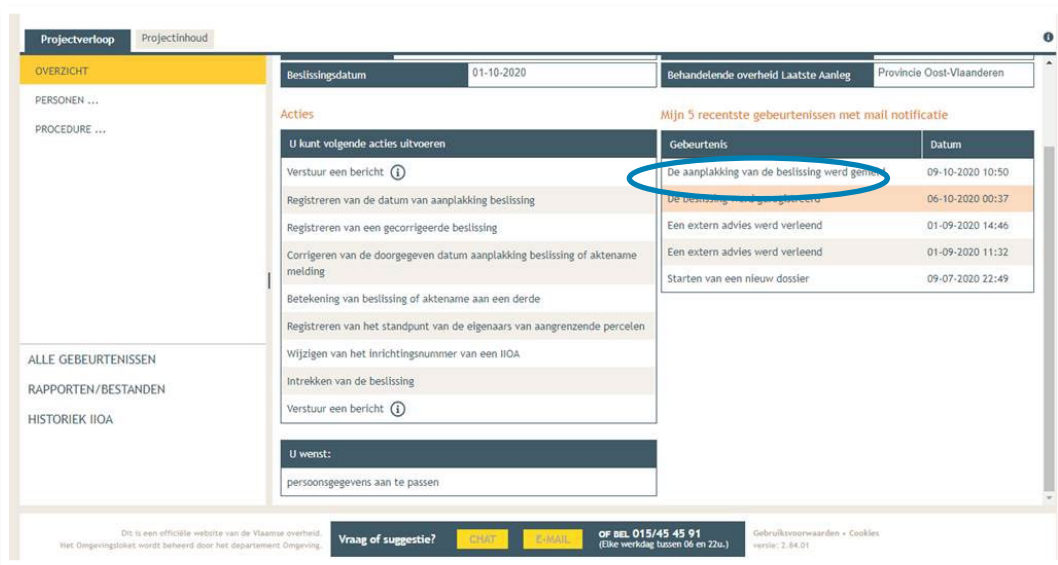 Projectverloop
Projectinhoud
OVERZICHT
PERSONEN ...
PROCEDURE ...
ALLE GEBEURTENISSEN
RAPPORTEN/BESTANDEN
HISTORIEK IIOA
Beslissingsdatum
01-10-2020
Behandelende overheid Laatste Aanleg
Provincie Oost-Vlaanderen
Acties
U kunt volgende acties uitvoeren
Verstuur een bericht
Registreren van de datum van aanplakking beslissing
Registreren van een gecorrigeerde beslissing
Corrigeren van de doorgegeven datum aanplakking beslissing of aktename
melding
Betekening van beslissing of aktename aan een derde
Registreren van het standpunt van de eigenaars van aangrenzende percelen
Wijzigen van het inrichtingsnummer van een IIOA
Intrekken van de beslissing
Verstuur een bericht
U wenst:
persoonsgegevens aan te passen
Mijn 5 recentste gebeurtenissen met mail notificatie
Gebeurtenis Datum
De aanplakking van de beslissing werd gemeld 09-10-2020 10:50
De beslissing werd geregistreerd 06-10-2020 00:37
Een extern advies werd verleend 01-09-2020 14:46
Een extern advies werd verleend 01-09-2020 11:32
Starten van een nieuw dossier 09-07-2020 22:49
Dit is een officiële website van de Vlaamse overheid.
Het Omgevingsloket wordt beheerd door het departement Omgeving.
Vraag of suggestie?
CHAT
E-MAIL
OF BEL 015/45 45 91
(Elke werkdag tussen 06 en 22u.)
Gebruiksvoorwaarden • Cookies
versie: 2.84.01